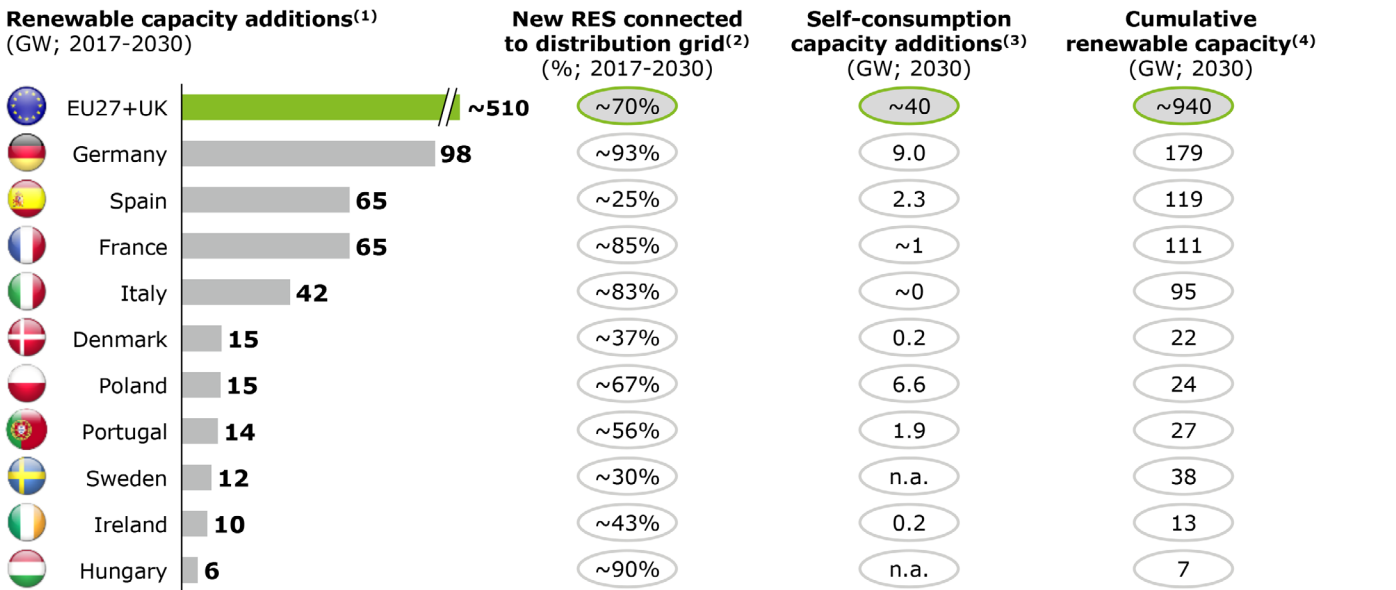 Renewable capacity additions(1)
(GW; 2017-2030)
New RES connected
to distribution grid(2)
(%; 2017-2030)
Self-consumption
capacity additions(3)
(GW; 2030)
Cumulative
renewable capacity(4)
(GW; 2030)
EU27+UK ~510 ~70% ~40 ~940
Germany 98 ~93% 9.0 179
Spain 65 ~25% 2.3 119
France 65 ~85% ~1 111
Italy 42 ~83% ~0 95
Denmark 15 ~37% 0.2 22
Poland 15 ~67% 6.6 24
Portugal 14 ~56% 1.9 27
Sweden 12 ~30% n.a. 38
Ireland 10 ~43% 0.2 13
Hungary 6 ~90% n.a. 7